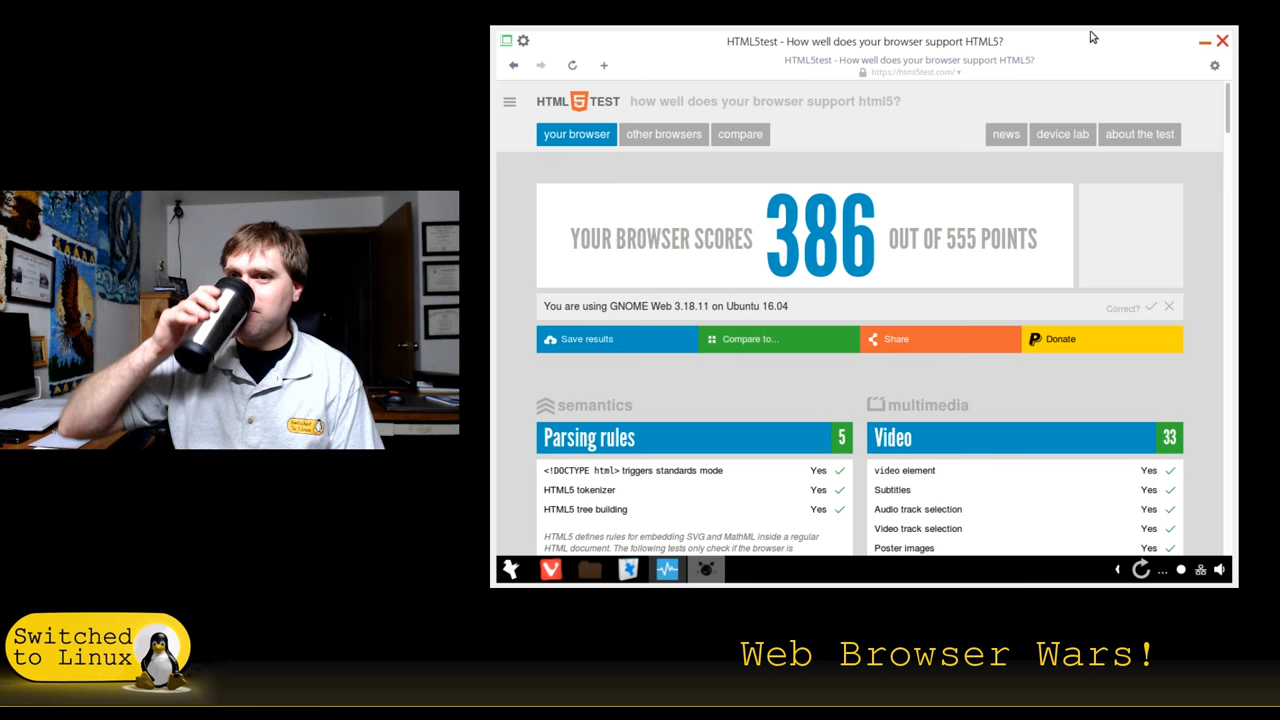 HTML5test - How well does your browser support HTML5?
HTML5test - How well does your browser support HTML5?
https://html5test.com/ ▾
HTML 5 TEST how well does your browser support html5?
your browser other browsers compare news device lab about the test
YOUR BROWSER SCORES 386 OUT OF 555 POINTS
You are using GNOME Web 3.18.11 on Ubuntu 16.04 Correct?
Save results Compare to... Share Donate
semantics
Parsing rules 5
<!DOCTYPE html> triggers standards mode Yes ✓
HTML5 tokenizer Yes ✓
HTML5 tree building Yes ✓
HTML5 defines rules for embedding SVG and MathML inside a regular
HTML document. The following tests only check if the browser is
multimedia
Video 33
video element Yes ✓
Subtitles Yes ✓
Audio track selection Yes ✓
Video track selection Yes ✓
Poster images Yes ✓
Switched
to Linux
Switched
to Linux
Web Browser Wars!